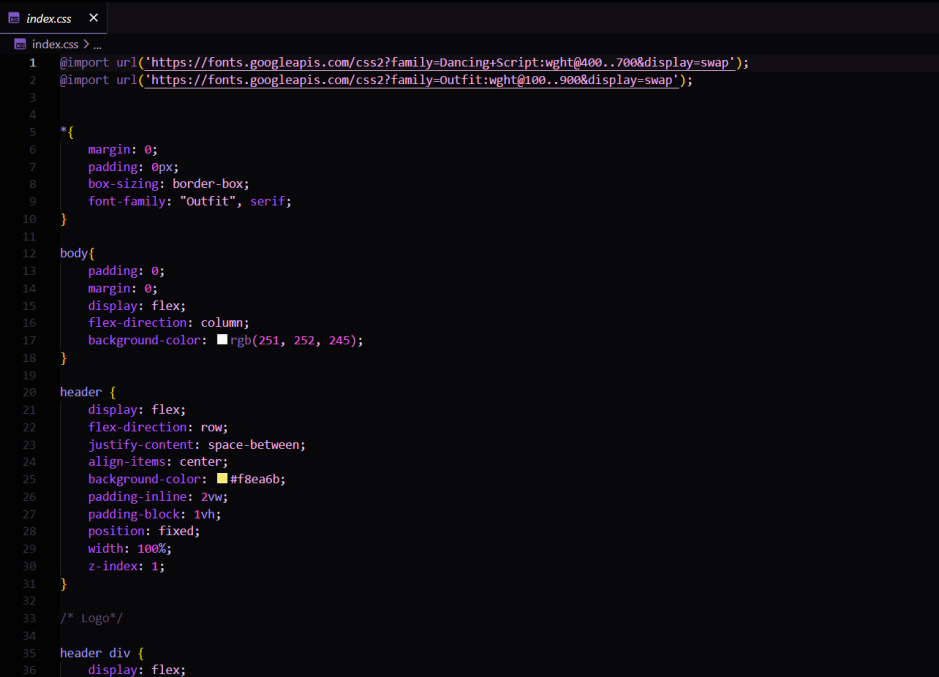 index.css ×
index.css > ...
1 @import url('https://fonts.googleapis.com/css2?family=Dancing+Script:wght@400..700&display=swap');
2 @import url('https://fonts.googleapis.com/css2?family=Outfit:wght@100..900&display=swap');
3
4
5 *{
6     margin: 0;
7     padding: 0px;
8     box-sizing: border-box;
9     font-family: "Outfit", serif;
10 }
11
12 body{
13     padding: 0;
14     margin: 0;
15     display: flex;
16     flex-direction: column;
17     background-color: rgb(251, 252, 245);
18 }
19
20 header {
21     display: flex;
22     flex-direction: row;
23     justify-content: space-between;
24     align-items: center;
25     background-color: #f8ea6b;
26     padding-inline: 2vw;
27     padding-block: 1vh;
28     position: fixed;
29     width: 100%;
30     z-index: 1;
31 }
32
33 /* Logo*/
34
35 header div {
36     display: flex;